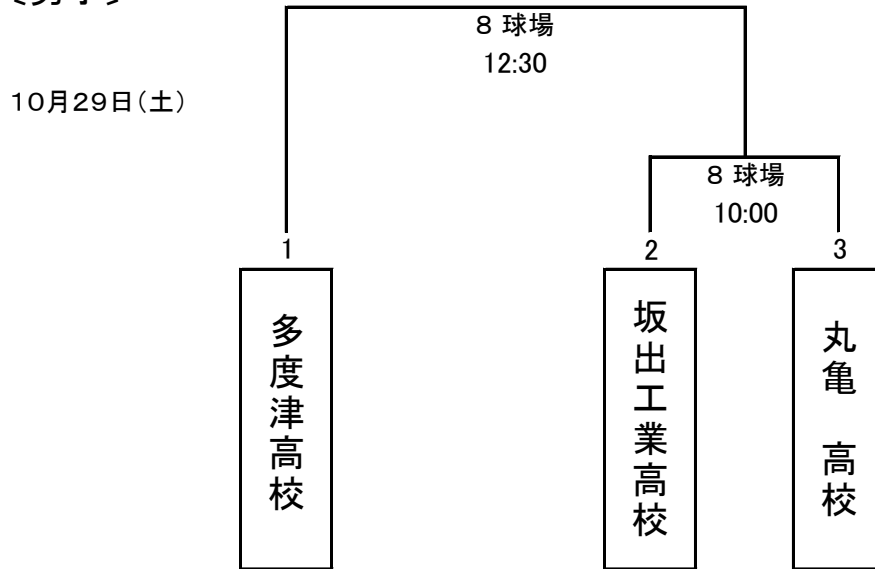 8 球場
12:30
10月29日(土)
8 球場
10:00
1
2
3
多度津高校
坂出工業高校
丸亀 高校